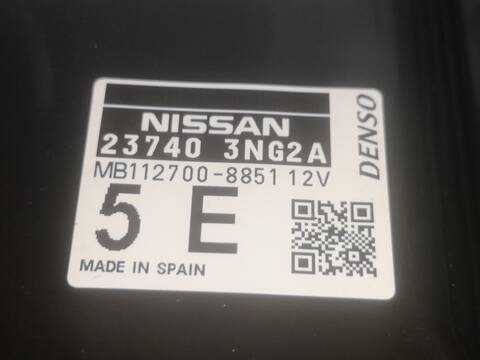 NISSAN
23740 3NG2A
MB112700-8851 12V
5 E
MADE IN SPAIN
DENSO